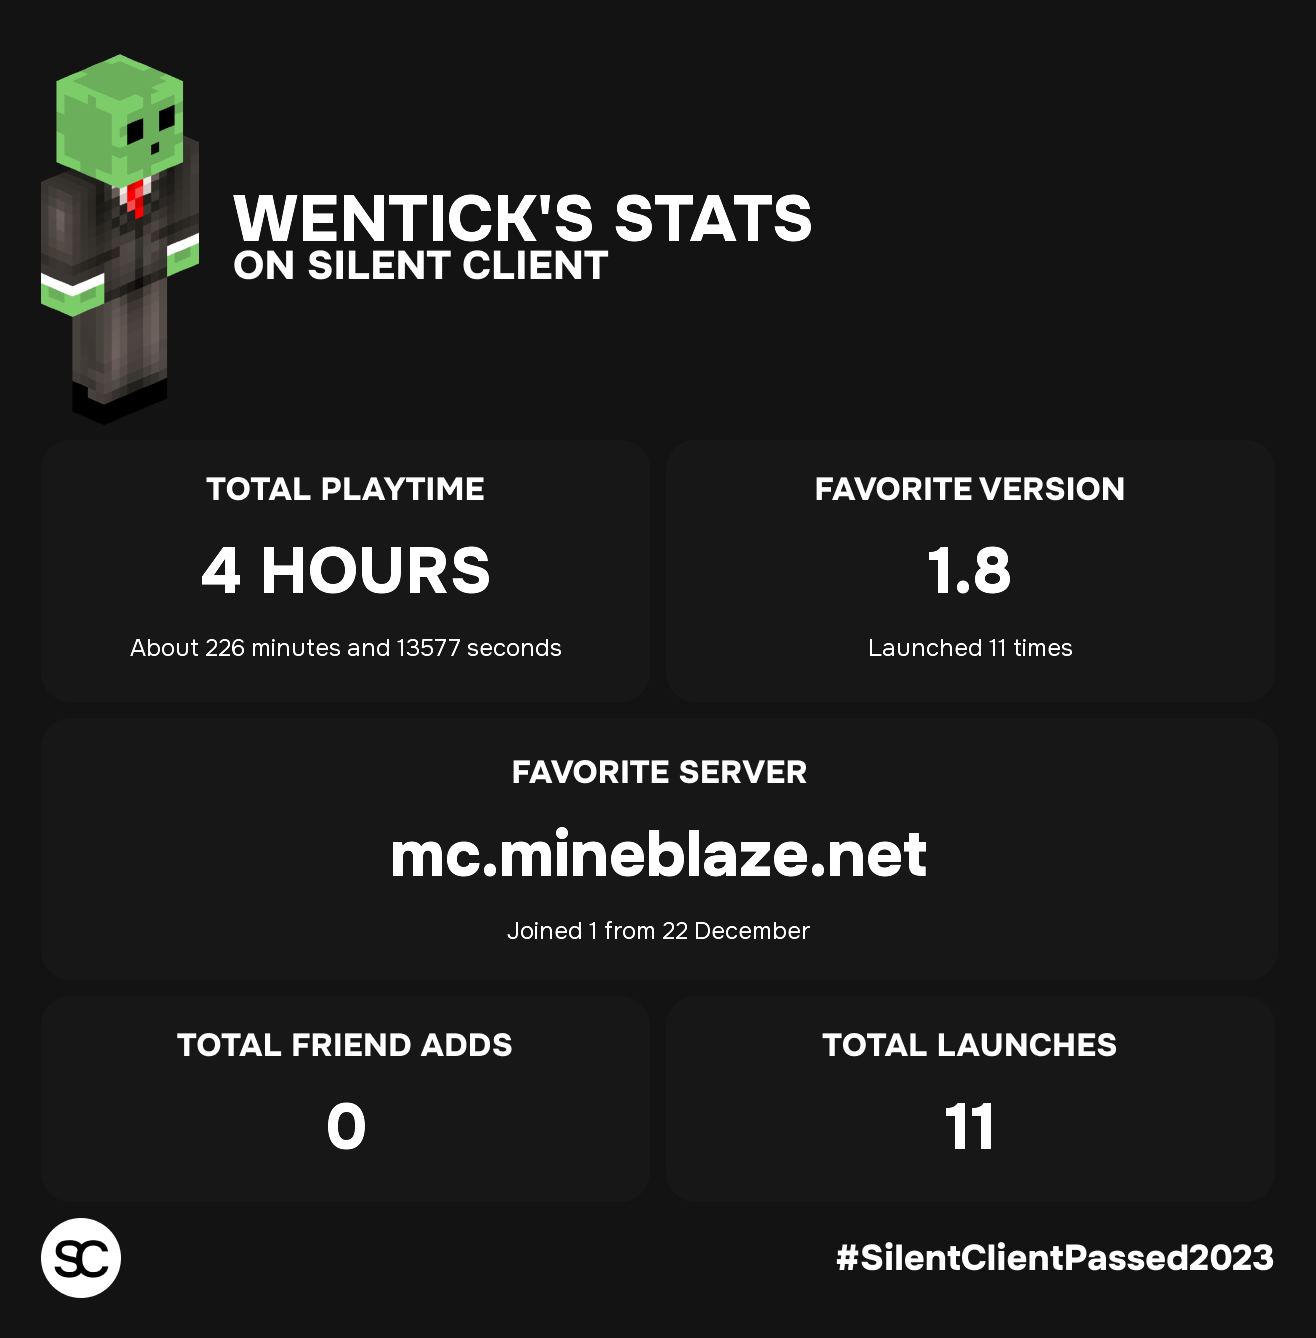 WENTICK'S STATS
ON SILENT CLIENT
TOTAL PLAYTIME
4 HOURS
About 226 minutes and 13577 seconds
FAVORITE VERSION
1.8
Launched 11 times
FAVORITE SERVER
mc.mineblaze.net
Joined 1 from 22 December
TOTAL FRIEND ADDS
0
TOTAL LAUNCHES
11
SC
#SilentClientPassed2023